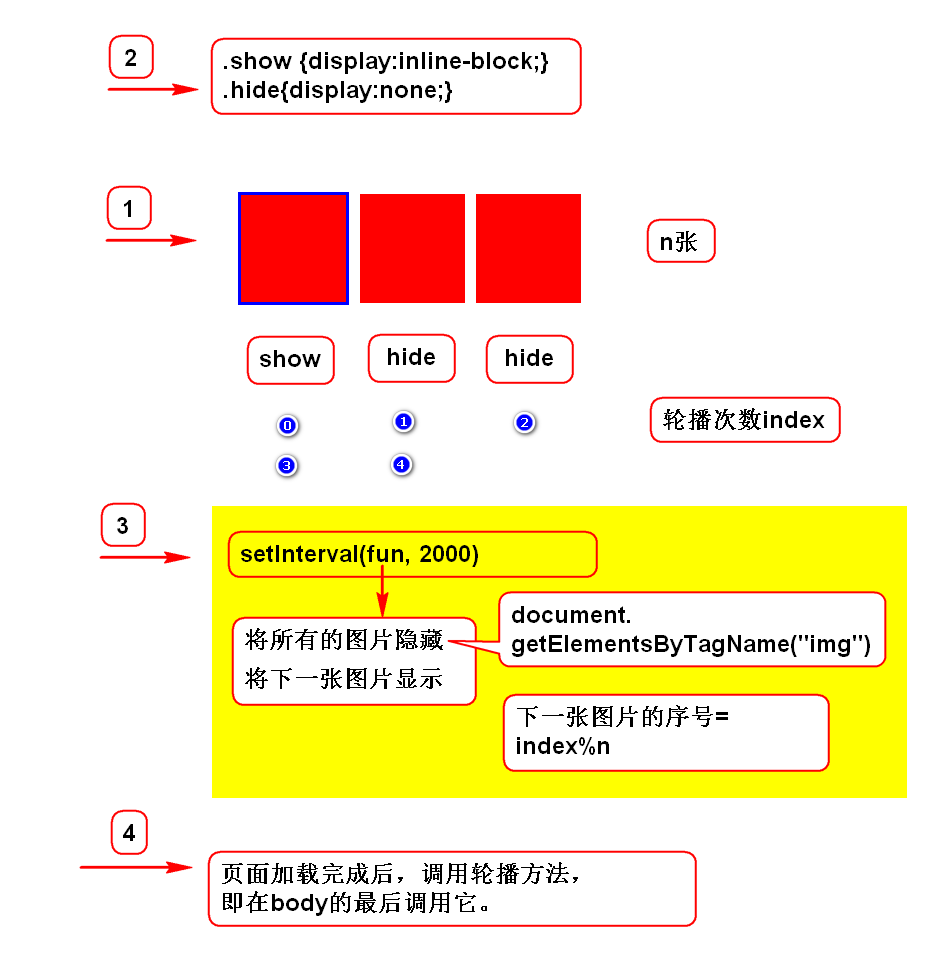 2
.show {display:inline-block;}
.hide{display:none;}
1
n张
show
hide
hide
0
1
2
轮播次数index
3
4
3
setInterval(fun, 2000)
将所有的图片隐藏
将下一张图片显示
document.
getElementsByTagName("img")
下一张图片的序号=
index%n
4
页面加载完成后，调用轮播方法，
即在body的最后调用它。